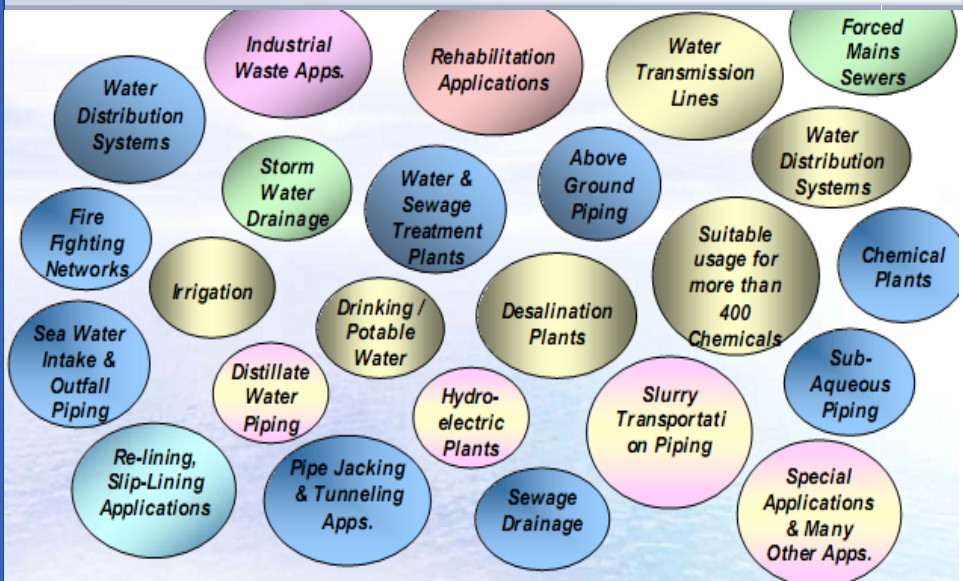 Industrial
Waste Apps.
Rehabilitation
Applications
Water
Transmission
Lines
Forced
Mains
Sewers
Water
Distribution
Systems
Storm
Water
Drainage
Water &
Sewage
Treatment
Plants
Above
Ground
Piping
Water
Distribution
Systems
Fire
Fighting
Networks
Irrigation
Drinking /
Potable
Water
Desalination
Plants
Suitable
usage for
more than
400
Chemicals
Chemical
Plants
Sea Water
Intake &
Outfall
Piping
Distillate
Water
Piping
Hydro-
electric
Plants
Slurry
Transportati
on Piping
Sub-
Aqueous
Piping
Re-lining,
Slip-Lining
Applications
Pipe Jacking
& Tunneling
Apps.
Sewage
Drainage
Special
Applications
& Many
Other Apps.